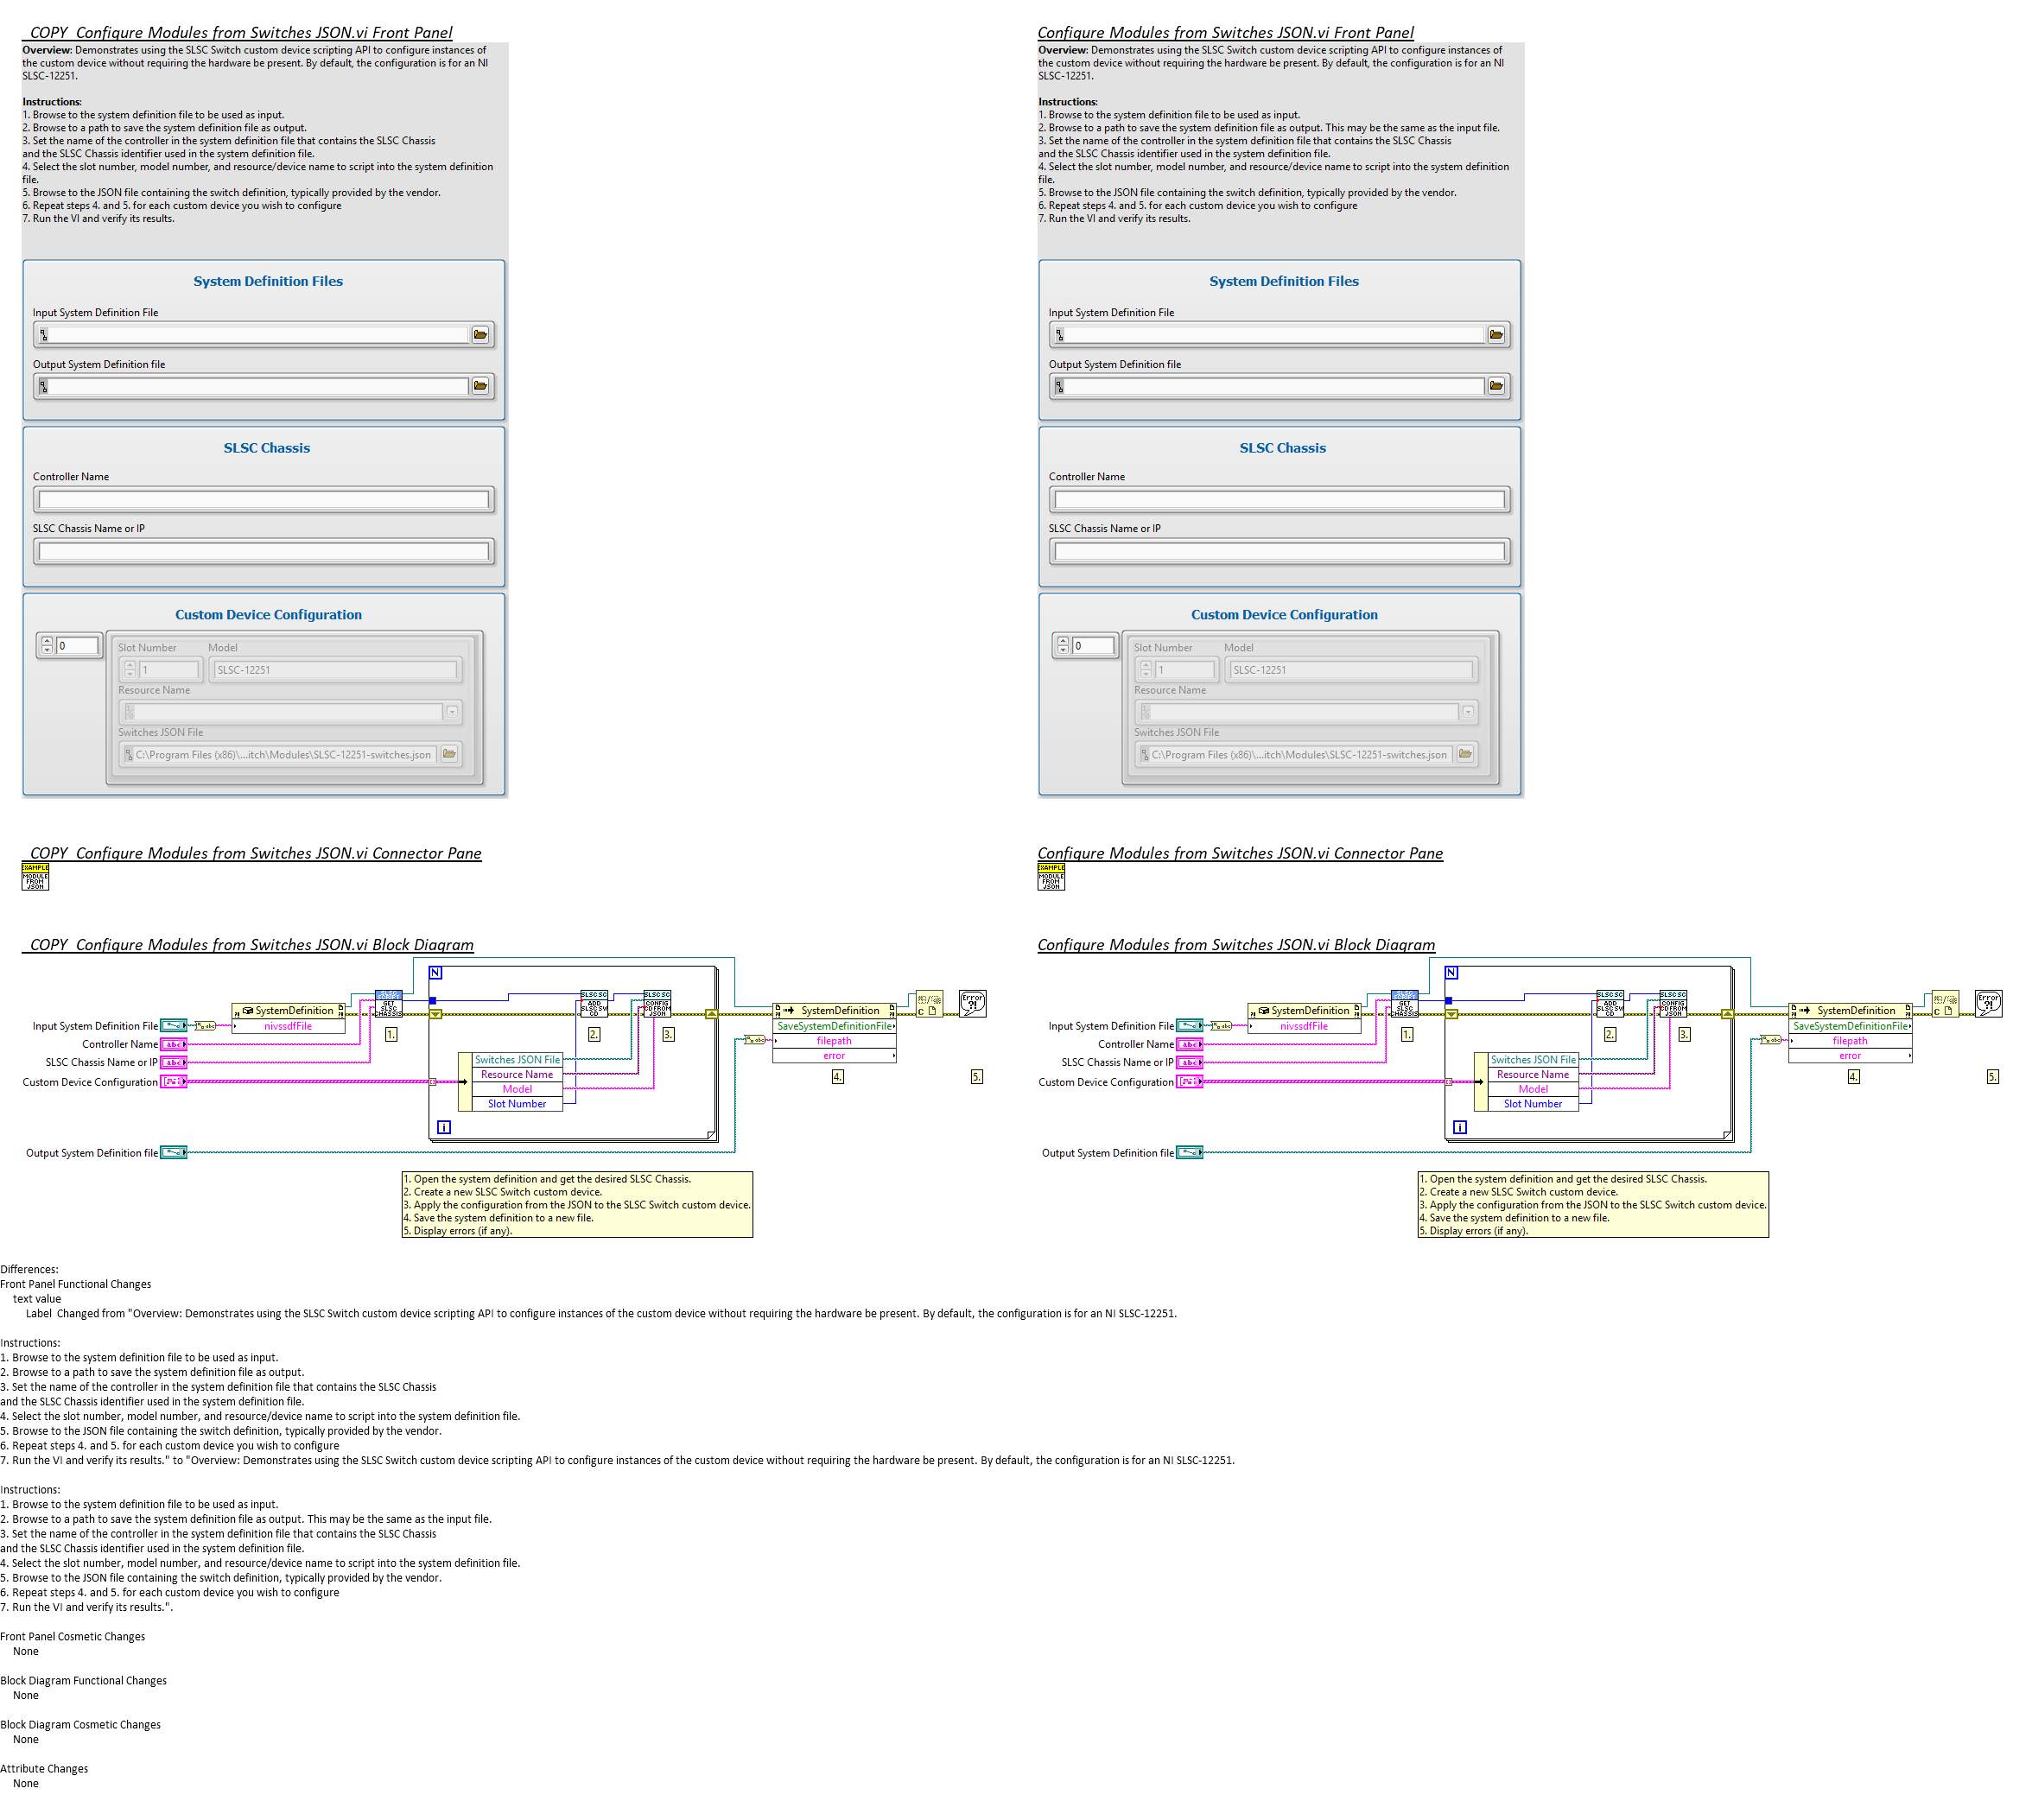 COPY  Configure Modules from Switches JSON.vi Front Panel
Overview: Demonstrates using the SLSC Switch custom device scripting API to configure instances of
the custom device without requiring the hardware be present. By default, the configuration is for an NI
SLSC-12251.
Instructions:
1. Browse to the system definition file to be used as input.
2. Browse to a path to save the system definition file as output.
3. Set the name of the controller in the system definition file that contains the SLSC Chassis
and the SLSC Chassis identifier used in the system definition file.
4. Select the slot number, model number, and resource/device name to script into the system definition
file.
5. Browse to the JSON file containing the switch definition, typically provided by the vendor.
6. Repeat steps 4. and 5. for each custom device you wish to configure
7. Run the VI and verify its results.
System Definition Files
Input System Definition File
Output System Definition file
SLSC Chassis
Controller Name
SLSC Chassis Name or IP
Custom Device Configuration
0
Slot Number
Model
1
SLSC-12251
Resource Name
Switches JSON File
C:\Program Files (x86)\...itch\Modules\SLSC-12251-switches.json
Configure Modules from Switches JSON.vi Front Panel
Overview: Demonstrates using the SLSC Switch custom device scripting API to configure instances of
the custom device without requiring the hardware be present. By default, the configuration is for an NI
SLSC-12251.
Instructions:
1. Browse to the system definition file to be used as input.
2. Browse to a path to save the system definition file as output. This may be the same as the input file.
3. Set the name of the controller in the system definition file that contains the SLSC Chassis
and the SLSC Chassis identifier used in the system definition file.
4. Select the slot number, model number, and resource/device name to script into the system definition
file.
5. Browse to the JSON file containing the switch definition, typically provided by the vendor.
6. Repeat steps 4. and 5. for each custom device you wish to configure
7. Run the VI and verify its results.
System Definition Files
Input System Definition File
Output System Definition file
SLSC Chassis
Controller Name
SLSC Chassis Name or IP
Custom Device Configuration
0
Slot Number
Model
1
SLSC-12251
Resource Name
Switches JSON File
C:\Program Files (x86)\...itch\Modules\SLSC-12251-switches.json
COPY  Configure Modules from Switches JSON.vi Connector Pane
EXAMPLE
MODULE
FROM
JSON
Configure Modules from Switches JSON.vi Connector Pane
EXAMPLE
MODULE
FROM
JSON
COPY  Configure Modules from Switches JSON.vi Block Diagram
N
SystemDefinition
nivssdfFile
GET
SLSC
CHASSIS
SLSC SC
ADD
SLSC SW
CD
SLSC SC
CONFIG
CD FROM
JSON
1.
2.
3.
Input System Definition File
Controller Name
SLSC Chassis Name or IP
Custom Device Configuration
Switches JSON File
Resource Name
Model
Slot Number
i
SystemDefinition
SaveSystemDefinitionFile
filepath
error
Error
?!
4.
5.
Output System Definition file
1. Open the system definition and get the desired SLSC Chassis.
2. Create a new SLSC Switch custom device.
3. Apply the configuration from the JSON to the SLSC Switch custom device.
4. Save the system definition to a new file.
5. Display errors (if any).
Configure Modules from Switches JSON.vi Block Diagram
N
SystemDefinition
nivssdfFile
GET
SLSC
CHASSIS
SLSC SC
ADD
SLSC SW
CD
SLSC SC
CONFIG
CD FROM
JSON
1.
2.
3.
Input System Definition File
Controller Name
SLSC Chassis Name or IP
Custom Device Configuration
Switches JSON File
Resource Name
Model
Slot Number
i
SystemDefinition
SaveSystemDefinitionFile
filepath
error
Error
?!
4.
5.
Output System Definition file
1. Open the system definition and get the desired SLSC Chassis.
2. Create a new SLSC Switch custom device.
3. Apply the configuration from the JSON to the SLSC Switch custom device.
4. Save the system definition to a new file.
5. Display errors (if any).
Differences:
Front Panel Functional Changes
text value
Label  Changed from "Overview: Demonstrates using the SLSC Switch custom device scripting API to configure instances of the custom device without requiring the hardware be present. By default, the configuration is for an NI SLSC-12251.
Instructions:
1. Browse to the system definition file to be used as input.
2. Browse to a path to save the system definition file as output.
3. Set the name of the controller in the system definition file that contains the SLSC Chassis
and the SLSC Chassis identifier used in the system definition file.
4. Select the slot number, model number, and resource/device name to script into the system definition file.
5. Browse to the JSON file containing the switch definition, typically provided by the vendor.
6. Repeat steps 4. and 5. for each custom device you wish to configure
7. Run the VI and verify its results." to "Overview: Demonstrates using the SLSC Switch custom device scripting API to configure instances of the custom device without requiring the hardware be present. By default, the configuration is for an NI SLSC-12251.
Instructions:
1. Browse to the system definition file to be used as input.
2. Browse to a path to save the system definition file as output. This may be the same as the input file.
3. Set the name of the controller in the system definition file that contains the SLSC Chassis
and the SLSC Chassis identifier used in the system definition file.
4. Select the slot number, model number, and resource/device name to script into the system definition file.
5. Browse to the JSON file containing the switch definition, typically provided by the vendor.
6. Repeat steps 4. and 5. for each custom device you wish to configure
7. Run the VI and verify its results.".
Front Panel Cosmetic Changes
None
Block Diagram Functional Changes
None
Block Diagram Cosmetic Changes
None
Attribute Changes
None